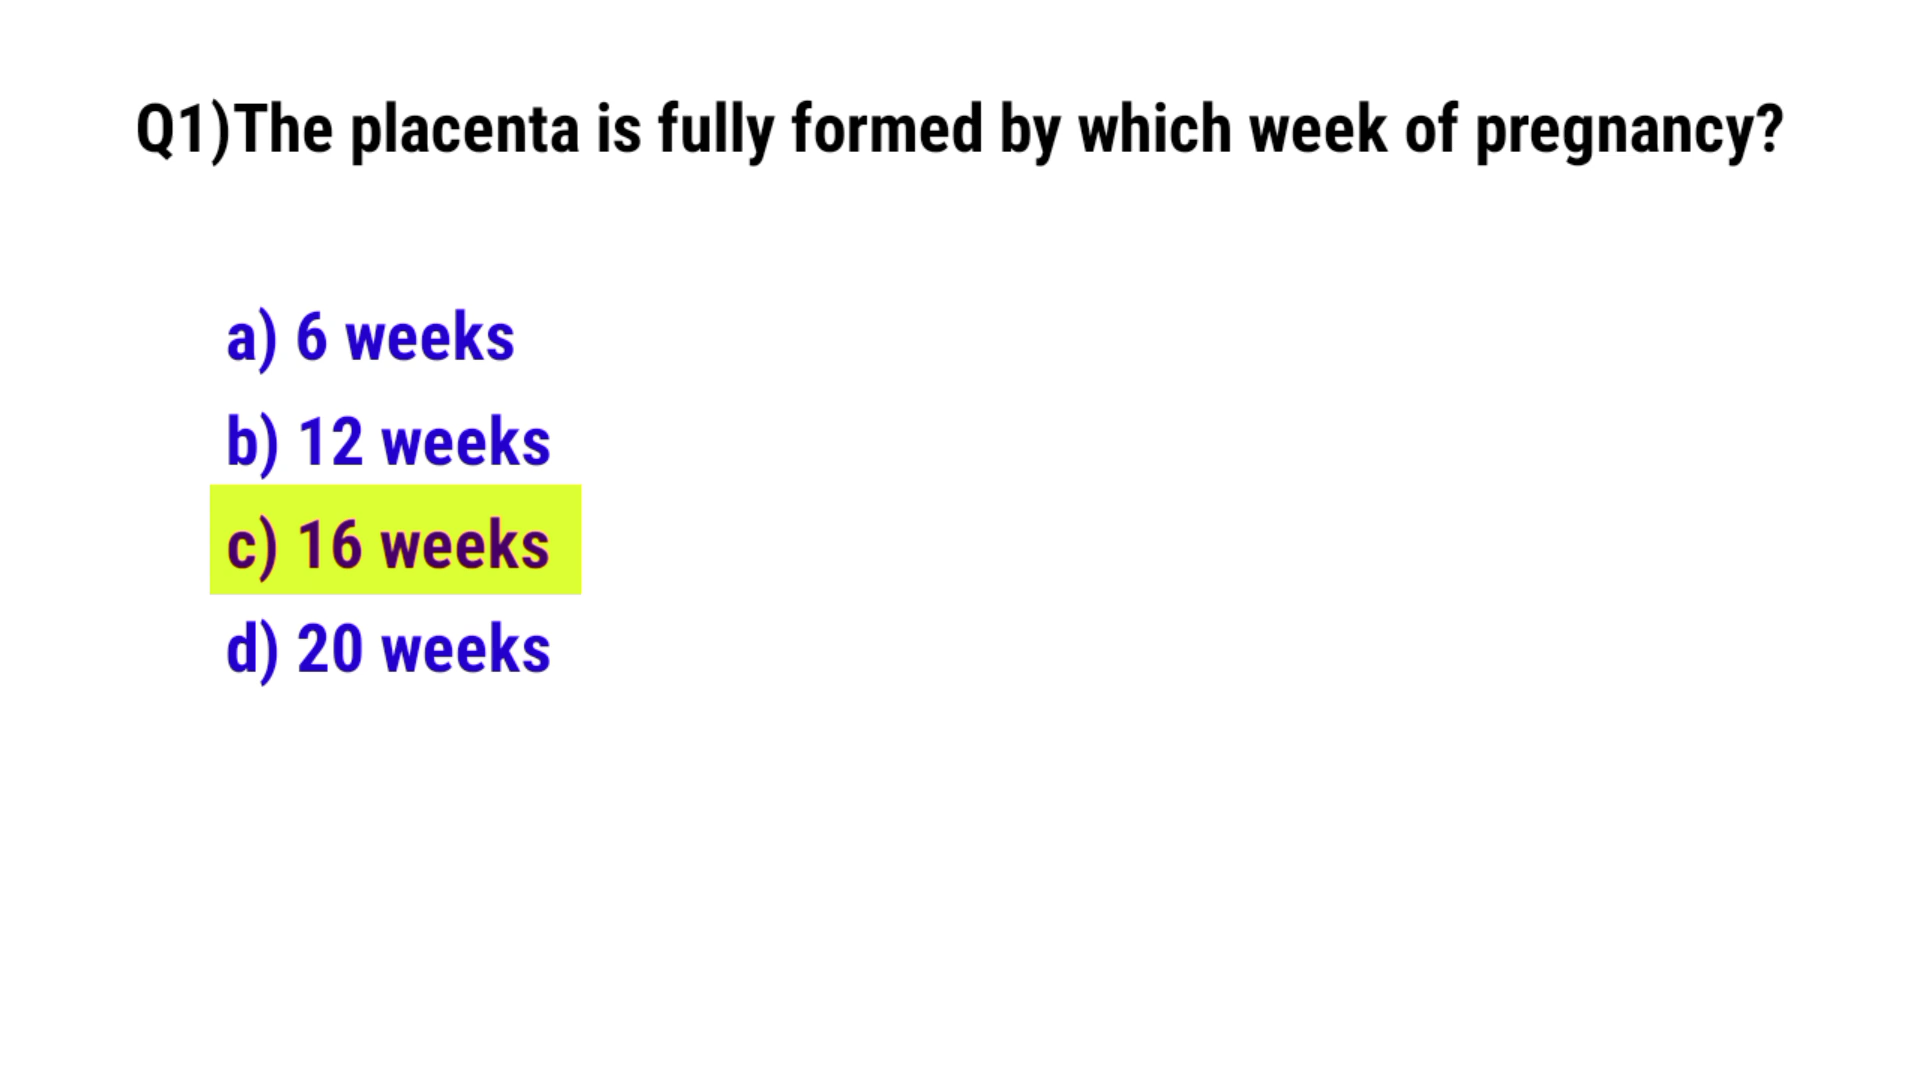 Q1)The placenta is fully formed by which week of pregnancy?
a) 6 weeks
b) 12 weeks
c) 16 weeks
d) 20 weeks